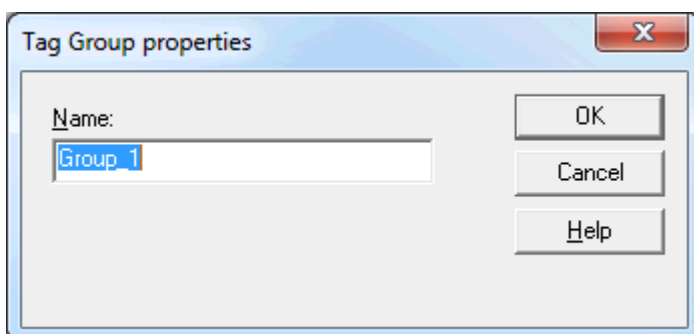 Tag Group properties
Name:
Group_1
OK
Cancel
Help